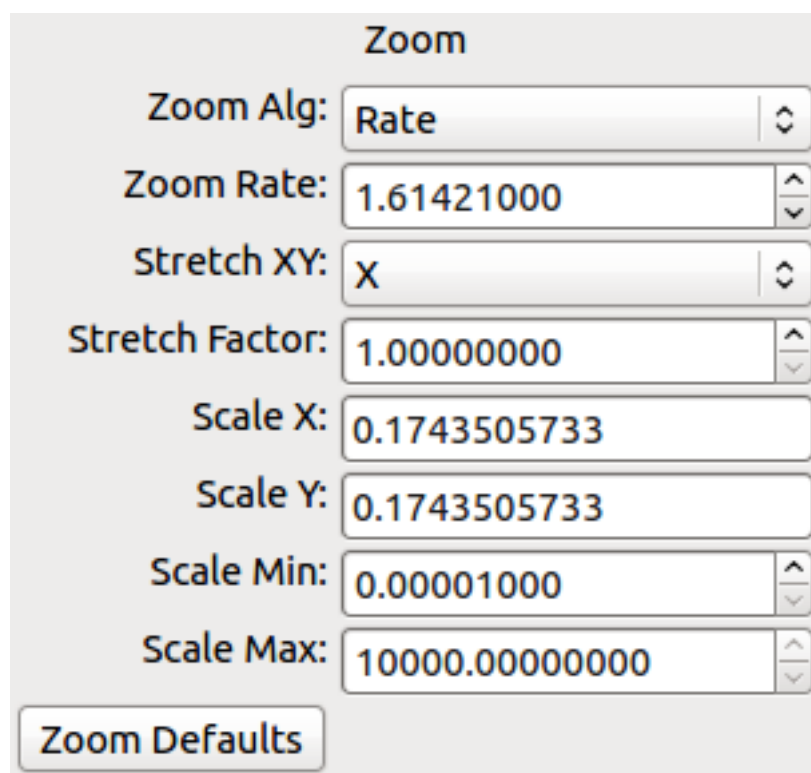 Zoom
Zoom Alg: Rate
Zoom Rate: 1.61421000
Stretch XY: X
Stretch Factor: 1.00000000
Scale X: 0.1743505733
Scale Y: 0.1743505733
Scale Min: 0.00001000
Scale Max: 10000.00000000
Zoom Defaults